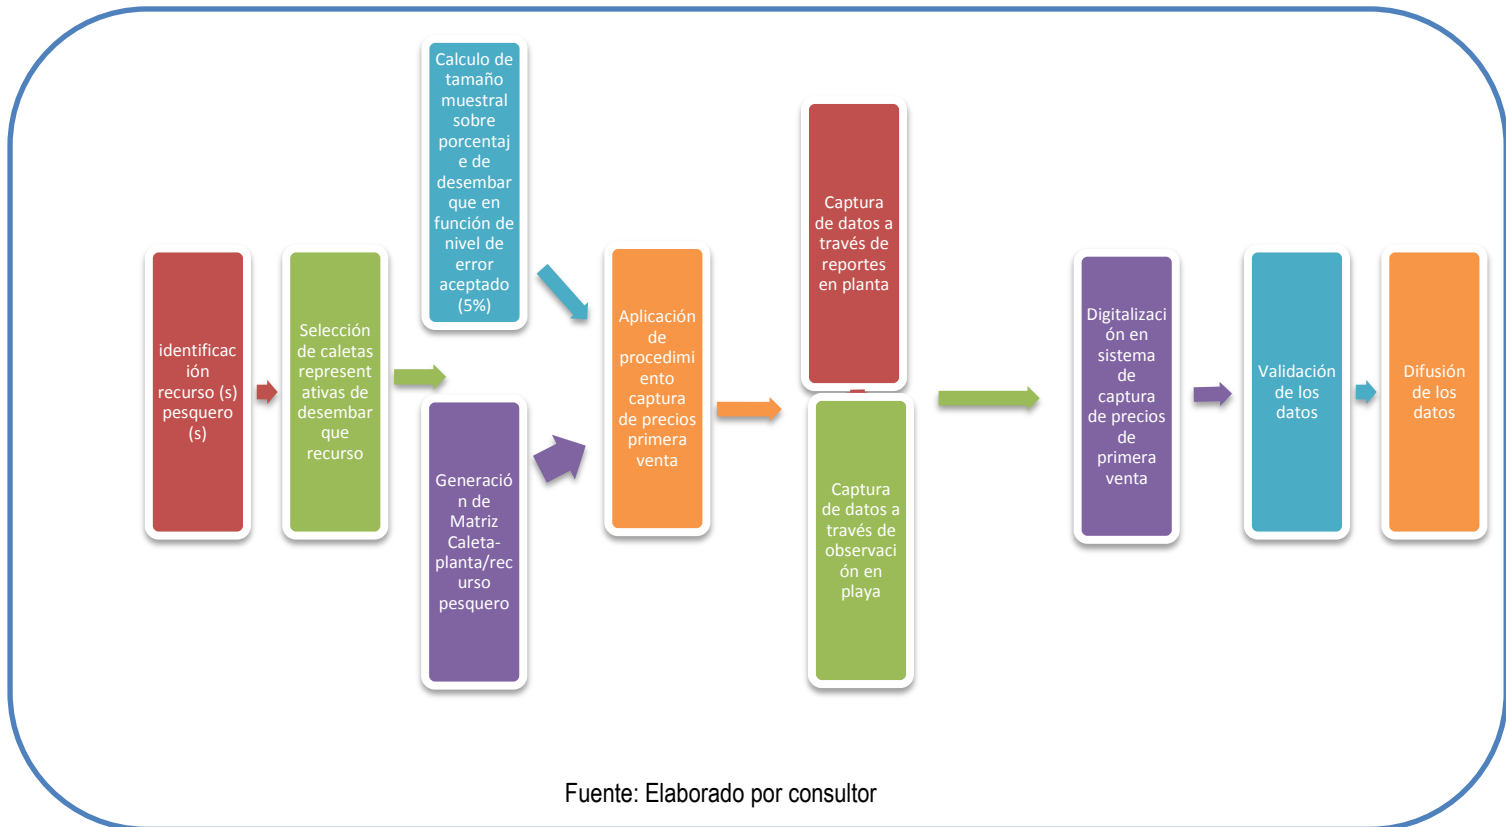 identificac
ión
recurso (s)
pesquero
(s)
Selección
de caletas
represent
ativas de
desembar
que
recurso
Calculo de
tamaño
muestral
sobre
porcentaj
e de
desembar
que en
función de
nivel de
error
aceptado
(5%)
Generació
n de
Matriz
Caleta-
planta/rec
urso
pesquero
Aplicación
de
procedimi
ento
captura
de precios
primera
venta
Captura
de datos a
través de
reportes
en planta
Captura
de datos a
través de
observaci
ón en
playa
Digitalizaci
ón en
sistema
de
captura
de precios
de
primera
venta
Validación
de los
datos
Difusión
de los
datos
Fuente: Elaborado por consultor